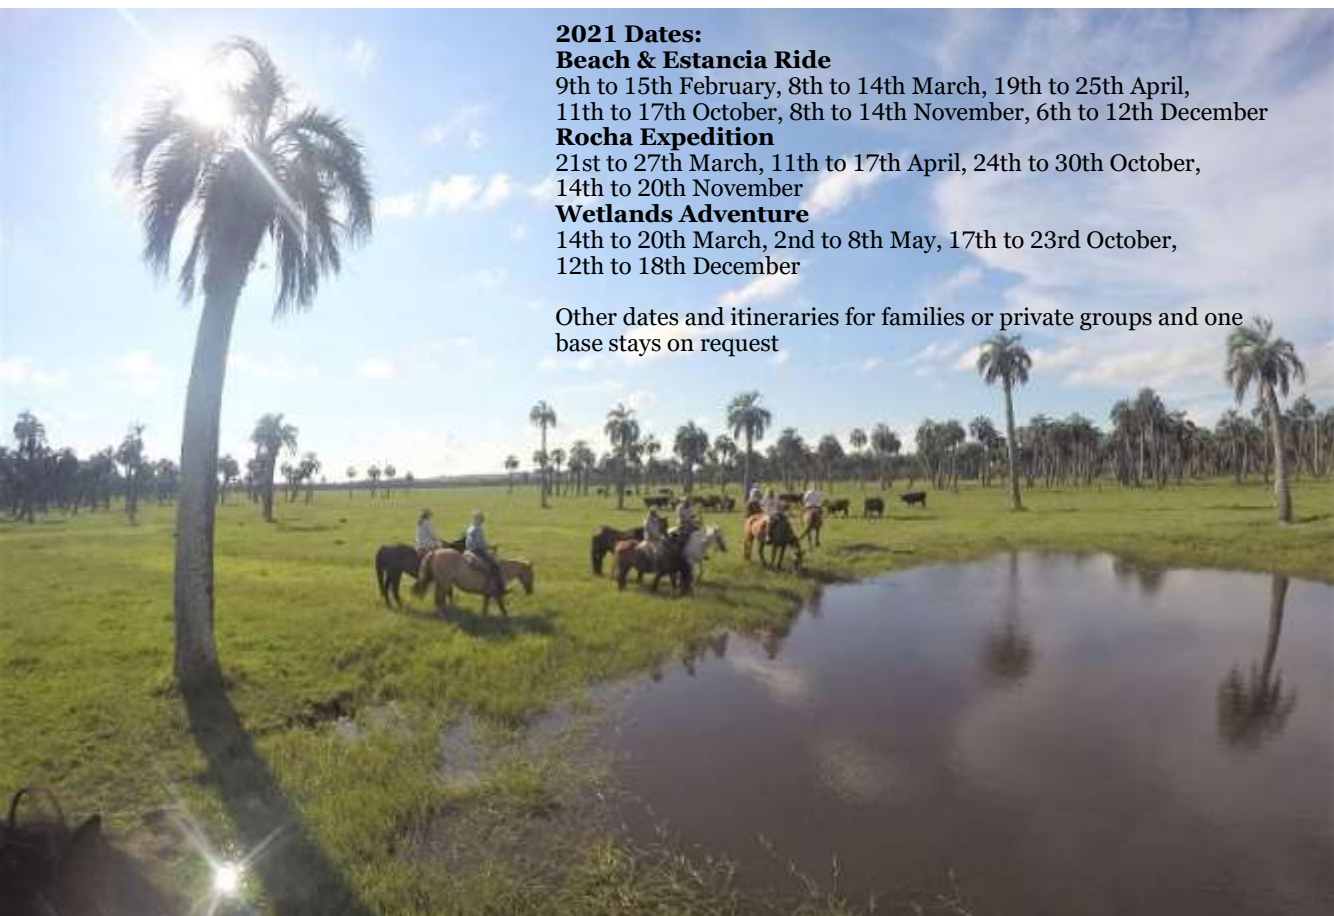 2021 Dates:
Beach & Estancia Ride
9th to 15th February, 8th to 14th March, 19th to 25th April,
11th to 17th October, 8th to 14th November, 6th to 12th December
Rocha Expedition
21st to 27th March, 11th to 17th April, 24th to 30th October,
14th to 20th November
Wetlands Adventure
14th to 20th March, 2nd to 8th May, 17th to 23rd October,
12th to 18th December
Other dates and itineraries for families or private groups and one
base stays on request